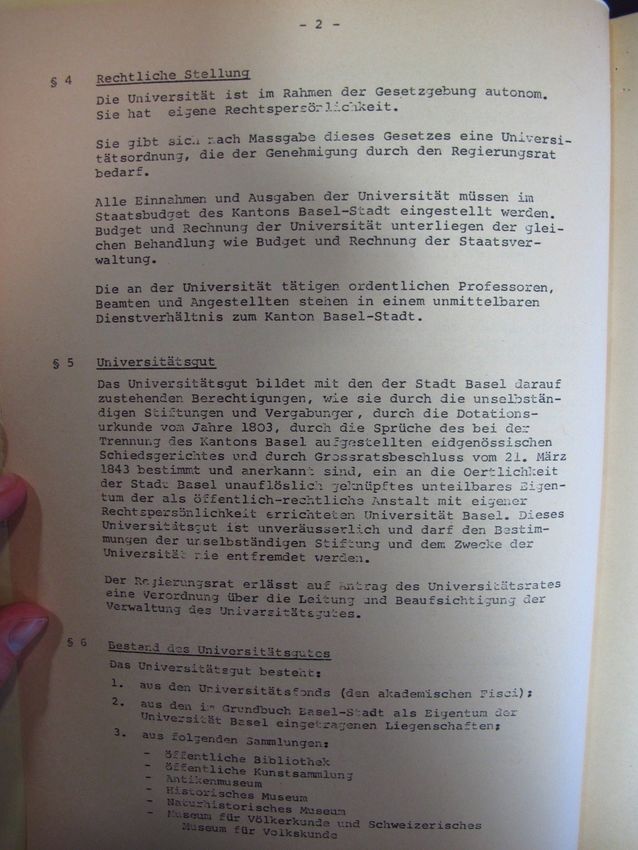 - 2 -
§ 4 Rechtliche Stellung
Die Universität ist im Rahmen der Gesetzgebung autonom.
Sie hat eigene Rechtspersönlichkeit.
Sie gibt sich nach Massgabe dieses Gesetzes eine Universi-
tätsordnung, die der Genehmigung durch den Regierungsrat
bedarf.
Alle Einnahmen und Ausgaben der Universität müssen im
Staatsbudget des Kantons Basel-Stadt eingestellt werden.
Budget und Rechnung der Universität unterliegen der glei-
chen Behandlung wie Budget und Rechnung der Staatsver-
waltung.
Die an der Universität tätigen ordentlichen Professoren,
Beamten und Angestellten stehen in einem unmittelbaren
Dienstverhältnis zum Kanton Basel-Stadt.
§ 5 Universitätsgut
Das Universitätsgut bildet mit den der Stadt Basel darauf
zustehenden Berechtigungen, wie sie durch die unselbstän-
digen Stiftungen und Vergabungen, durch die Dotations-
urkunde vom Jahre 1803, durch die Sprüche des bei der
Trennung des Kantons Basel aufgestellten eidgenössischen
Schiedsgerichtes und durch Grossratsbeschluss vom 21. März
1843 bestimmt und anerkannt sind, ein an die Oertlichkeit
der Stadt Basel unauflöslich geknüpftes unteilbares Eigen-
tum der als öffentlich-rechtliche Anstalt mit eigener
Rechtspersönlichkeit errichteten Universität Basel. Dieses
Universitätsgut ist unveräusserlich und darf den Bestim-
mungen der unselbständigen Stiftung und dem Zwecke der
Universität nie entfremdet werden.
Der Regierungsrat erlässt auf Antrag des Universitätsrates
eine Verordnung über die Leitung und Beaufsichtigung der
Verwaltung des Universitätsgutes.
§ 6 Bestand des Universitätsgutes
Das Universitätsgut besteht:
1. aus den Universitätsfonds (den akademischen Fisci);
2. aus den im Grundbuch Basel-Stadt als Eigentum der
Universität Basel eingetragenen Liegenschaften;
3. aus folgenden Sammlungen:
- Öffentliche Bibliothek
- Öffentliche Kunstsammlung
- Antikenmuseum
- Historisches Museum
- Naturhistorisches Museum
- Museum für Völkerkunde und Schweizerisches
Museum für Volkskunde